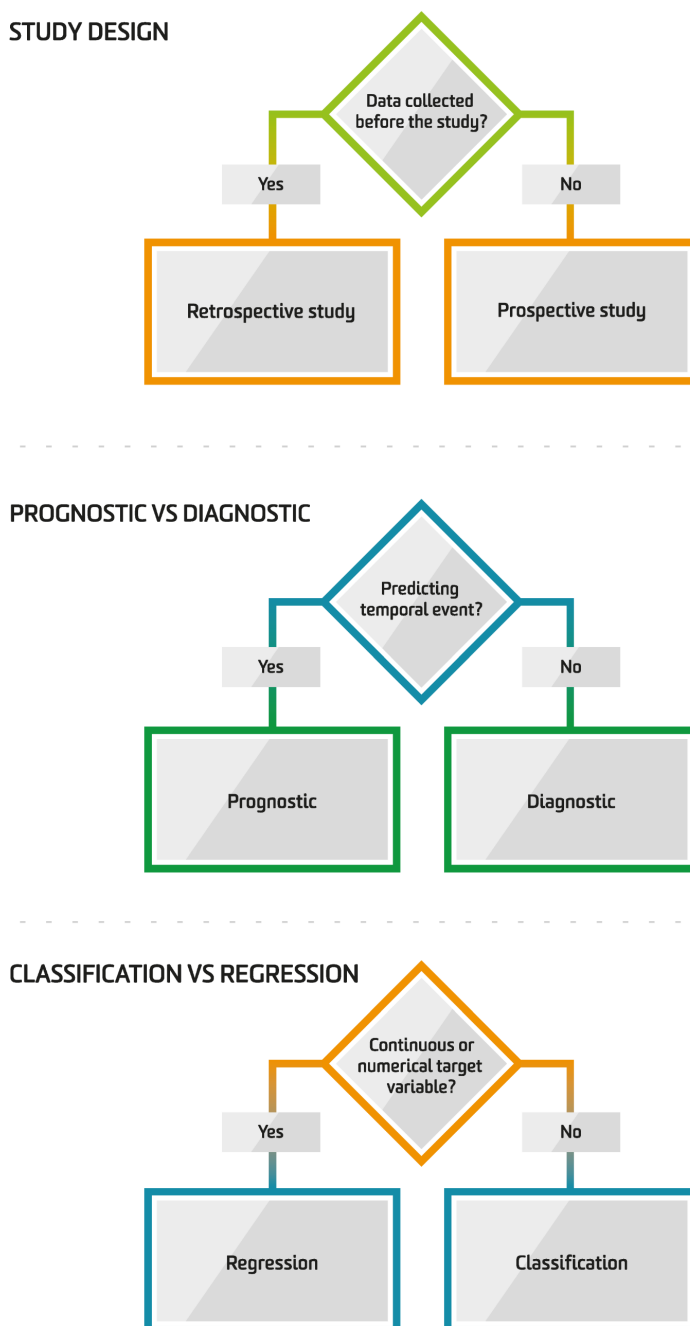 STUDY DESIGN
Data collected
before the study?
Yes
No
Retrospective study
Prospective study
PROGNOSTIC VS DIAGNOSTIC
Predicting
temporal event?
Yes
No
Prognostic
Diagnostic
CLASSIFICATION VS REGRESSION
Continuous or
numerical target
variable?
Yes
No
Regression
Classification